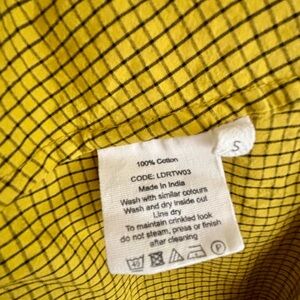 S
100% Cotton
CODE: LDRTW03
Made in India
Wash with similar colours
Wash and dry inside out
Line dry
To maintain crinkled look
do not steam, press or finish
after cleaning
40
P